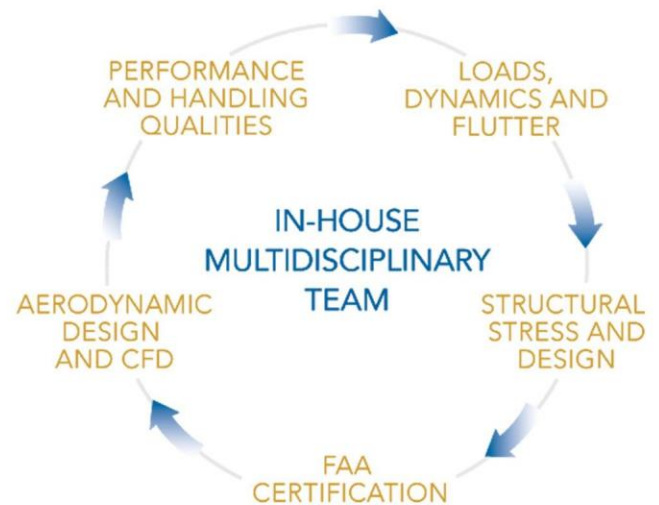 PERFORMANCE
AND HANDLING
QUALITIES
LOADS,
DYNAMICS AND
FLUTTER
IN-HOUSE
MULTIDISCIPLINARY
TEAM
AERODYNAMIC
DESIGN
AND CFD
STRUCTURAL
STRESS AND
DESIGN
FAA
CERTIFICATION